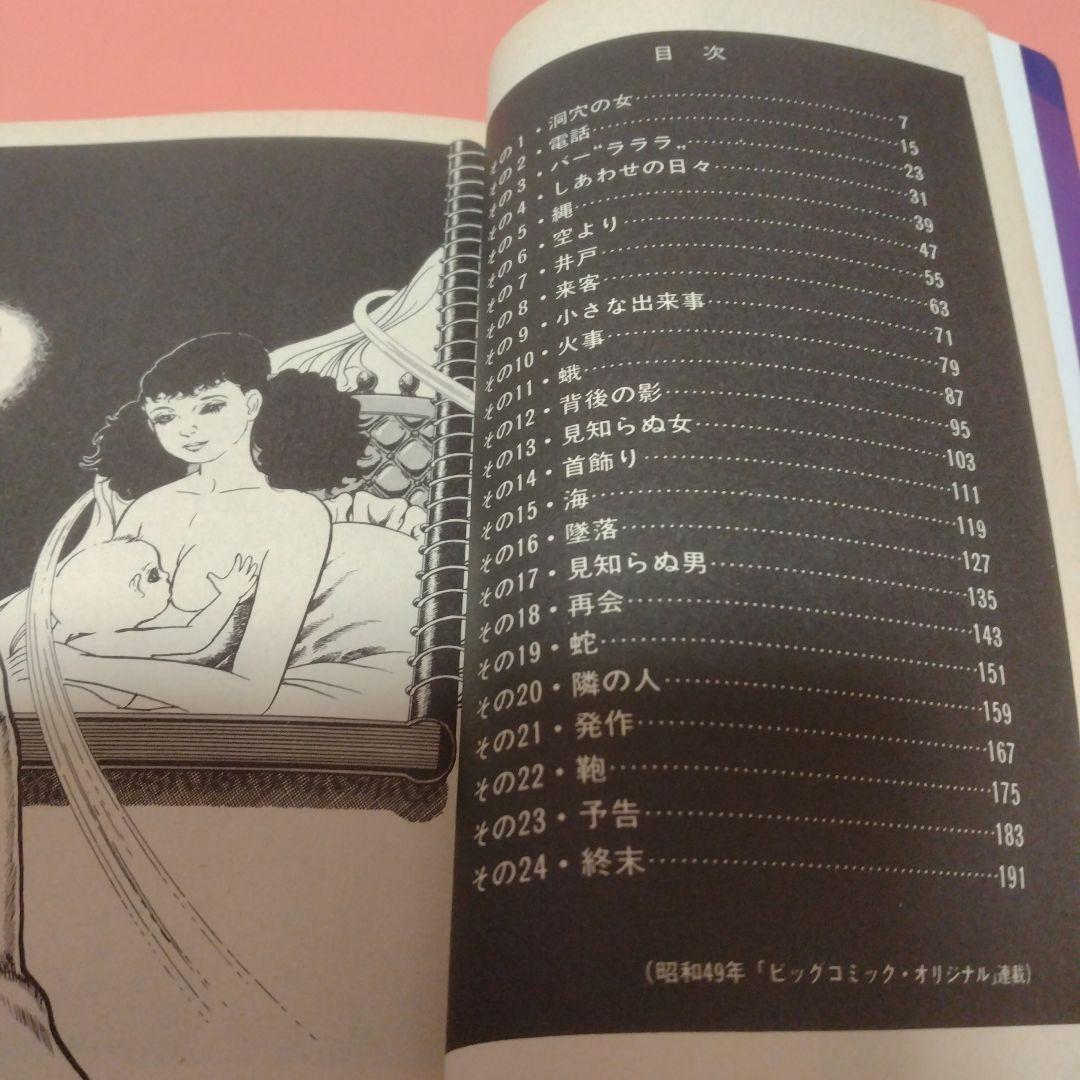 目次
その1・洞穴の女……7
その2・電話……15
その3・バー“ラララ„……23
その4・しあわせの日々……31
その5・縄……39
その6・空より……47
その7・井戸……55
その8・来客……63
その9・小さな出来事……71
その10・火事……79
その11・蛾……87
その12・背後の影……95
その13・見知らぬ女……103
その14・首飾り……111
その15・海……119
その16・墜落……127
その17・見知らぬ男……135
その18・再会……143
その19・蛇……151
その20・隣の人……159
その21・発作……167
その22・鞄……175
その23・予告……183
その24・終末……191
(昭和49年「ビッグコミック・オリジナル」連載)